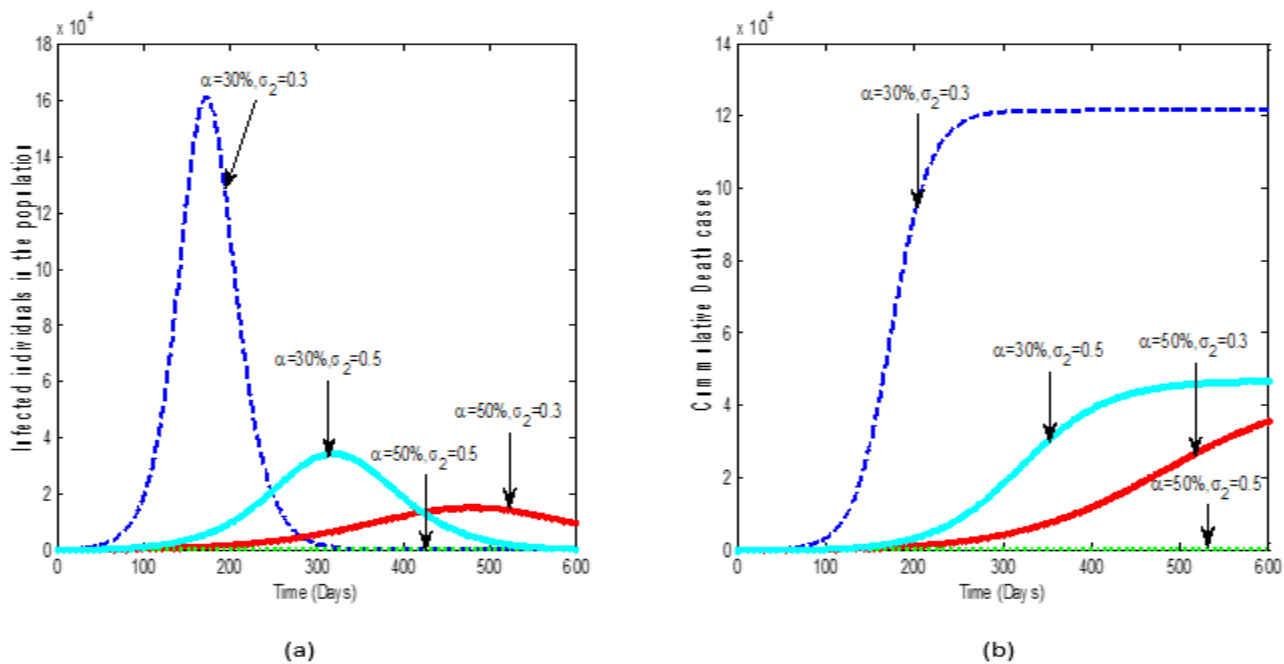 x 10⁴
18
16
14
12
10
8
6
4
2
0
Infected individuals in the population
α=30%,σ₂=0.3
α=30%,σ₂=0.5
α=50%,σ₂=0.3
α=50%,σ₂=0.5
0 100 200 300 400 500 600
Time (Days)
(a)
x 10⁴
14
12
10
8
6
4
2
0
Cummulative Death cases
α=30%,σ₂=0.3
α=30%,σ₂=0.5
α=50%,σ₂=0.3
α=50%,σ₂=0.5
0 100 200 300 400 500 600
Time (Days)
(b)